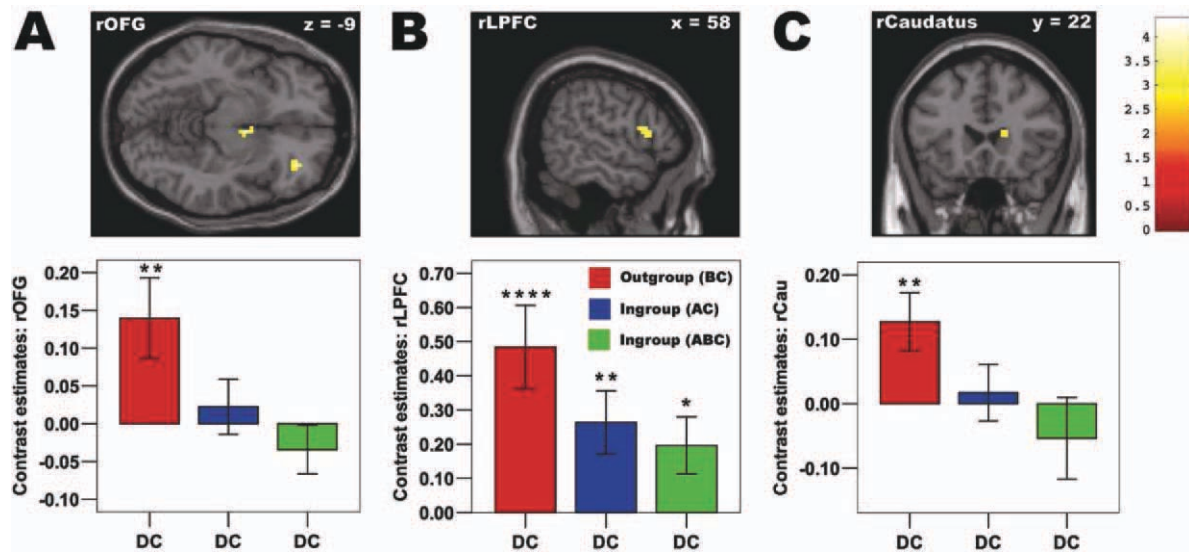 A
rOFG z = -9
B
rLPFC x = 58
C
rCaudatus y = 22
4
3.5
3
2.5
2
1.5
1
0.5
0
Contrast estimates: rOFG
0.20
0.15
0.10
0.05
0.00
-0.05
-0.10
**
DC DC DC
Contrast estimates: rLPFC
0.70
0.60
0.50
0.40
0.30
0.20
0.10
0.00
****
**
*
Outgroup (BC)
Ingroup (AC)
Ingroup (ABC)
DC DC DC
Contrast estimates: rCau
0.20
0.10
0.00
-0.10
**
DC DC DC